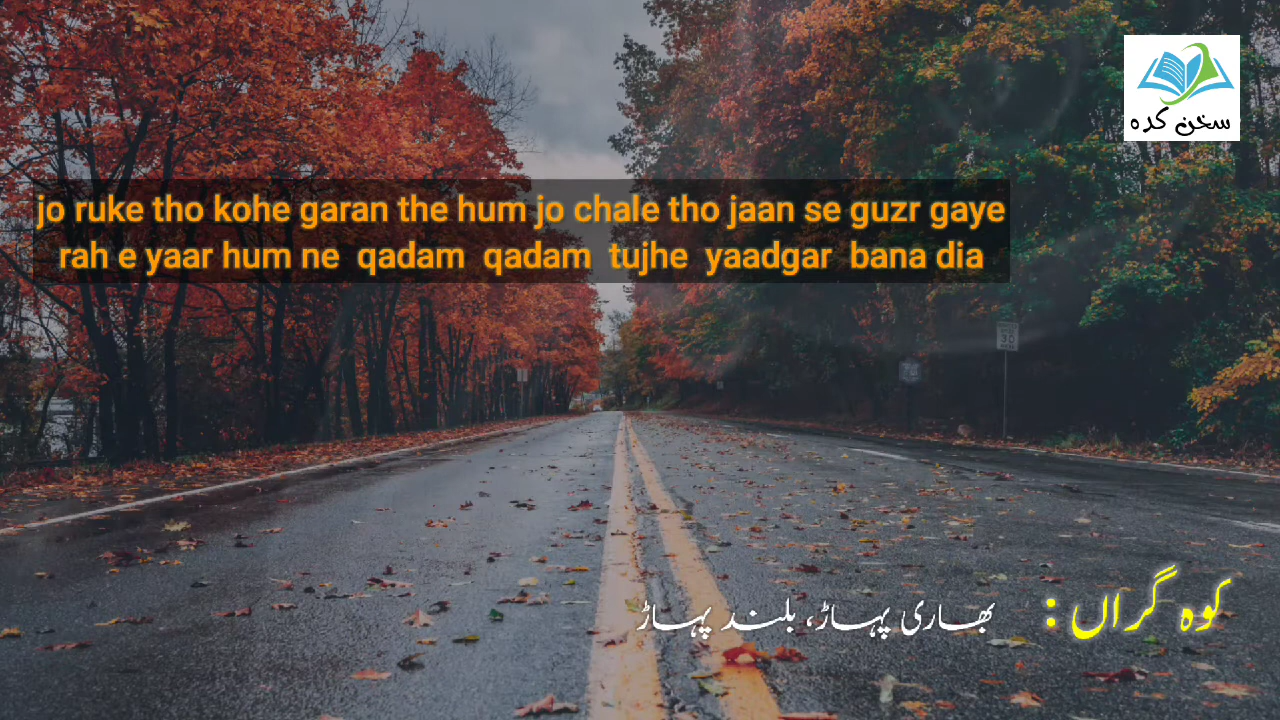 سخن کدہ
jo ruke tho kohe garan the hum jo chale tho jaan se guzr gaye
rah e yaar hum ne qadam qadam tujhe yaadgar bana dia
30
کوہ گراں : بھاری پہاڑ، بلند پہاڑ